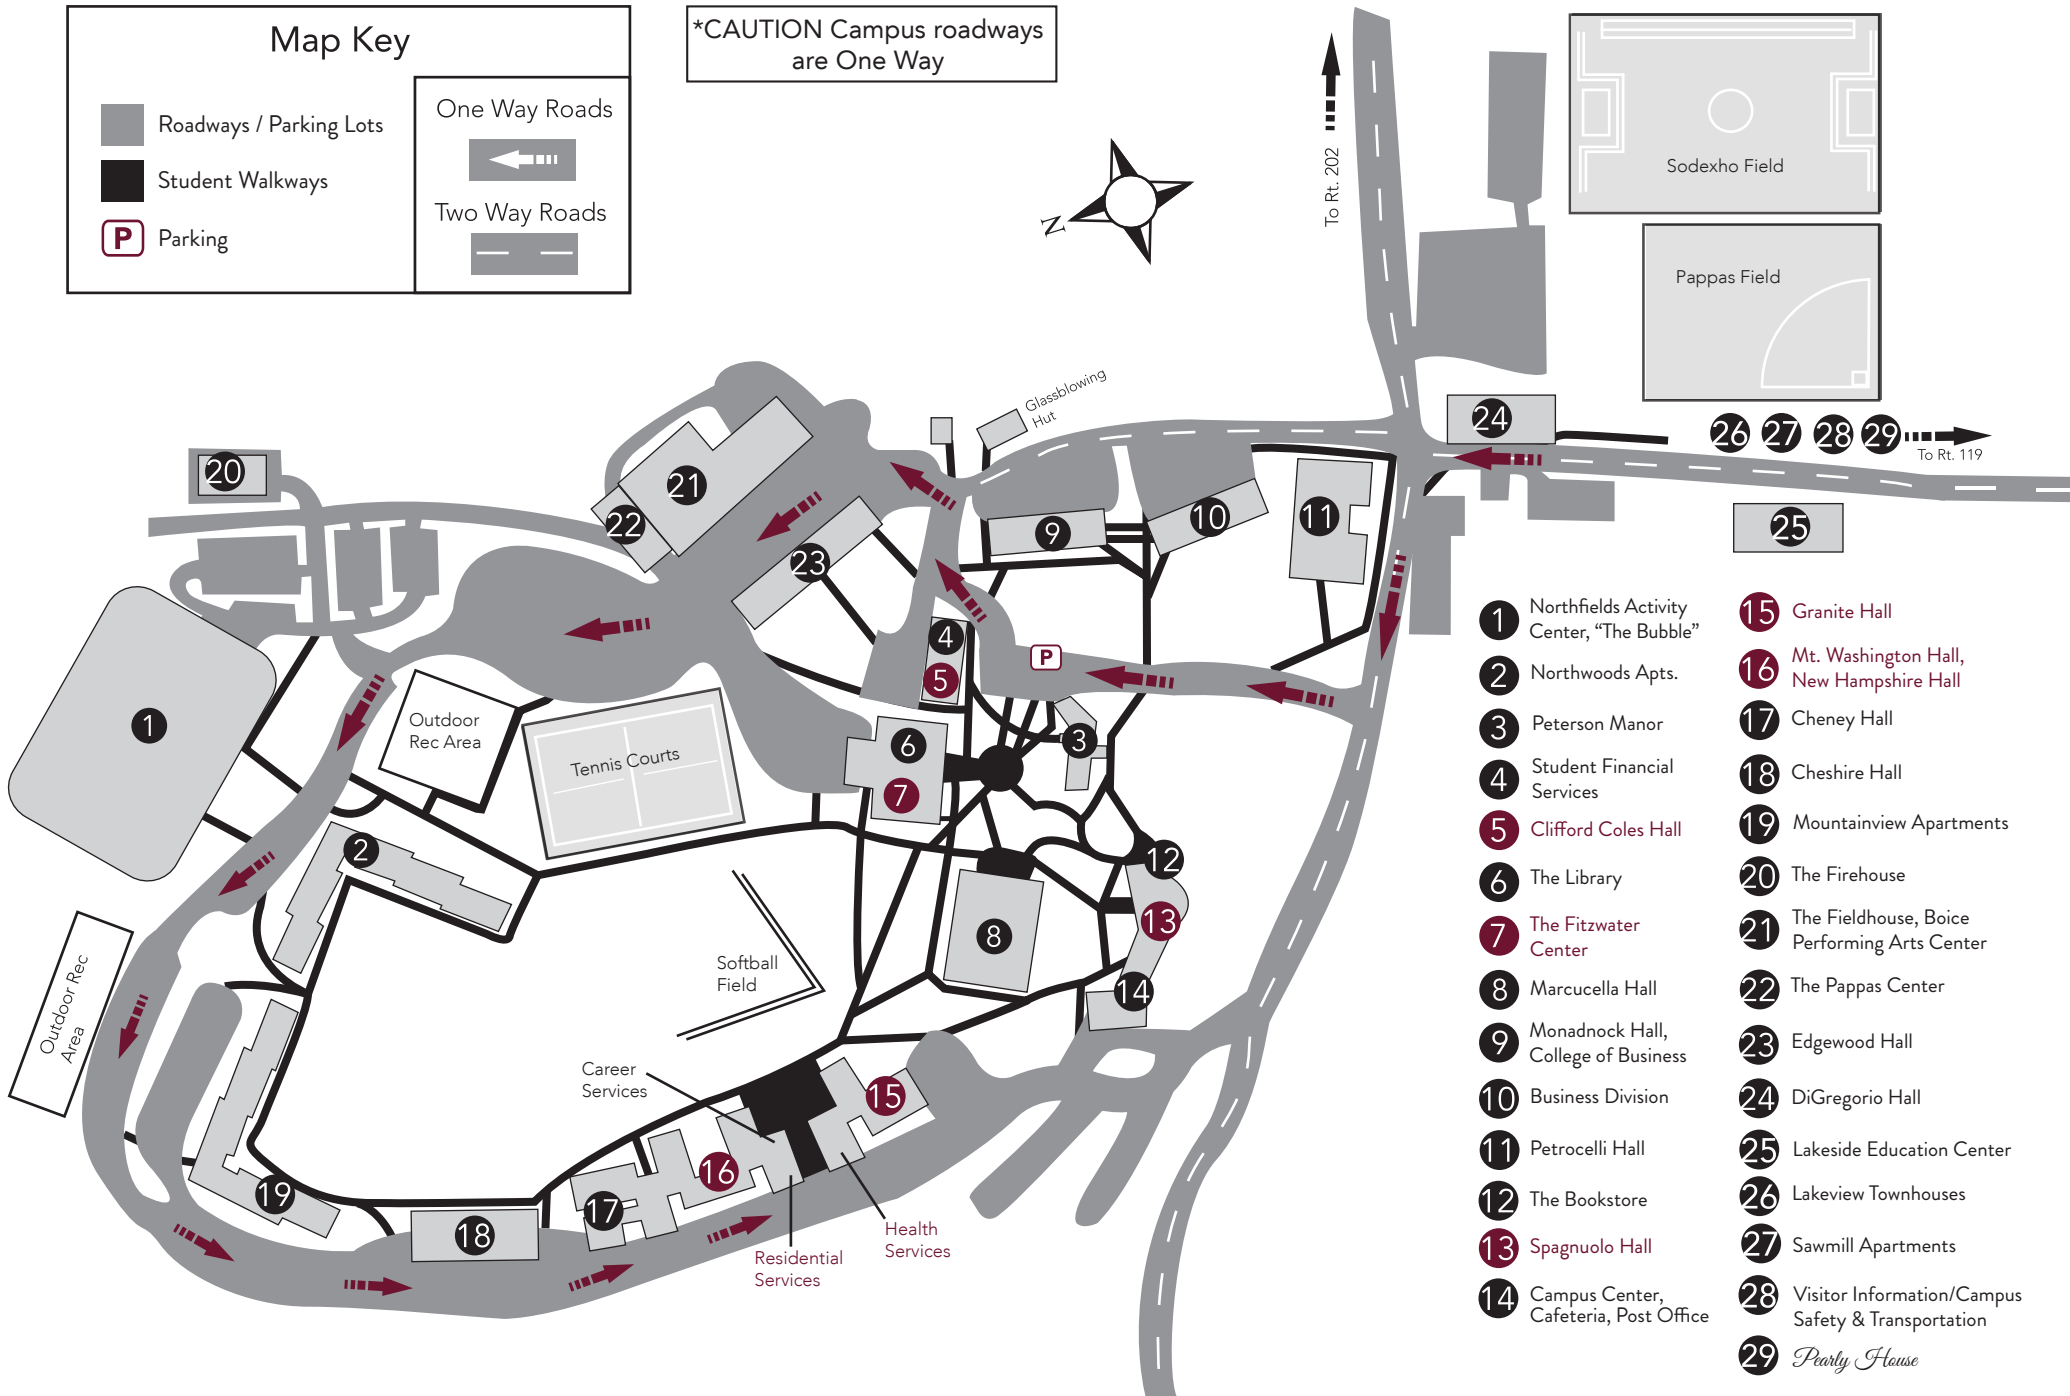 Map Key
Roadways / Parking Lots
Student Walkways
P
Parking
One Way Roads
Two Way Roads
*CAUTION Campus roadways
are One Way
N
To Rt. 202
Sodexho Field
Pappas Field
Glassblowing
Hut
24
26
27
28
29
To Rt. 119
20
21
22
23
9
10
11
25
4
5
P
1
Outdoor
Rec Area
Tennis Courts
6
7
3
2
12
13
8
14
Softball
Field
Outdoor Rec
Area
Career
Services
15
16
17
18
19
Health
Services
Residential
Services
1
Northfields Activity
Center, “The Bubble”
2
Northwoods Apts.
3
Peterson Manor
4
Student Financial
Services
5
Clifford Coles Hall
6
The Library
7
The Fitzwater
Center
8
Marcucella Hall
9
Monadnock Hall,
College of Business
10
Business Division
11
Petrocelli Hall
12
The Bookstore
13
Spagnuolo Hall
14
Campus Center,
Cafeteria, Post Office
15
Granite Hall
16
Mt. Washington Hall,
New Hampshire Hall
17
Cheney Hall
18
Cheshire Hall
19
Mountainview Apartments
20
The Firehouse
21
The Fieldhouse, Boice
Performing Arts Center
22
The Pappas Center
23
Edgewood Hall
24
DiGregorio Hall
25
Lakeside Education Center
26
Lakeview Townhouses
27
Sawmill Apartments
28
Visitor Information/Campus
Safety & Transportation
29
Pearly House